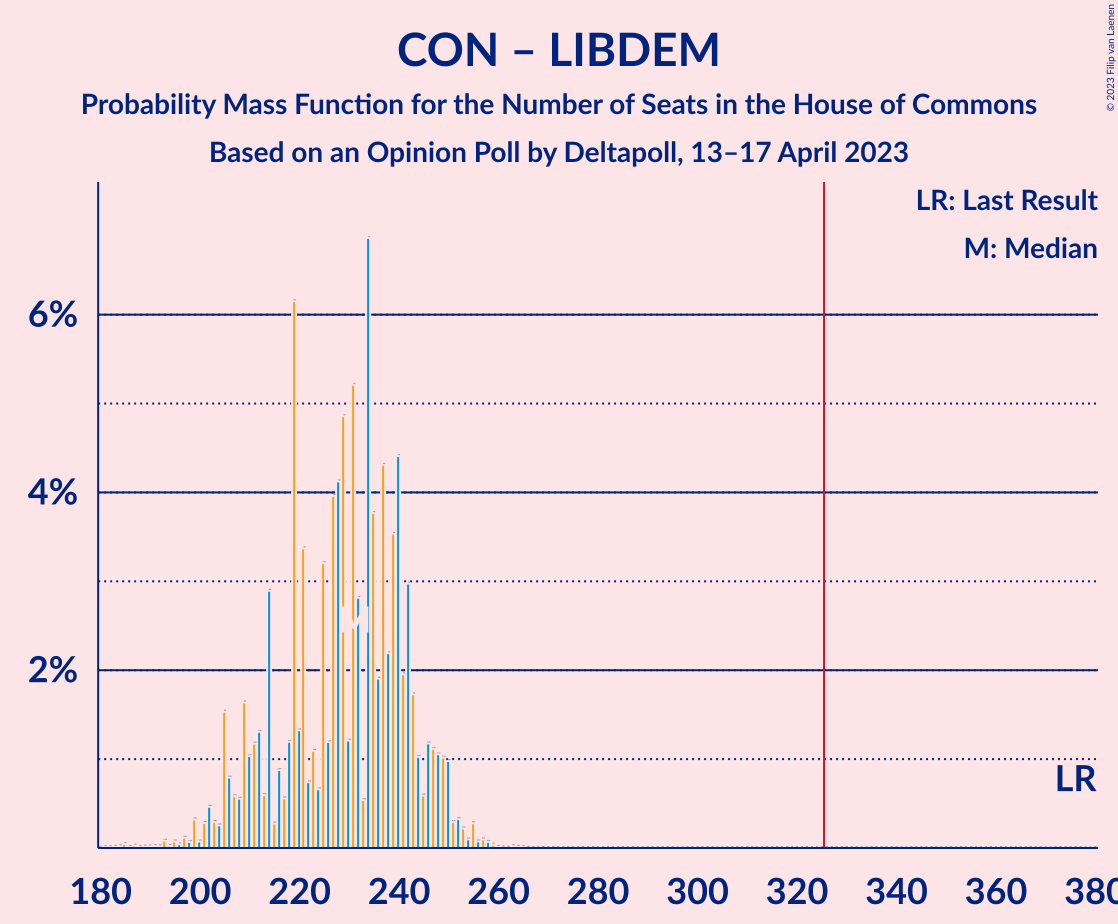 CON – LIBDEM
Probability Mass Function for the Number of Seats in the House of Commons
Based on an Opinion Poll by Deltapoll, 13–17 April 2023
© 2023 Filip van Laenen
LR: Last Result
M: Median
6%
4%
2%
LR
180 200 220 240 260 280 300 320 340 360 380